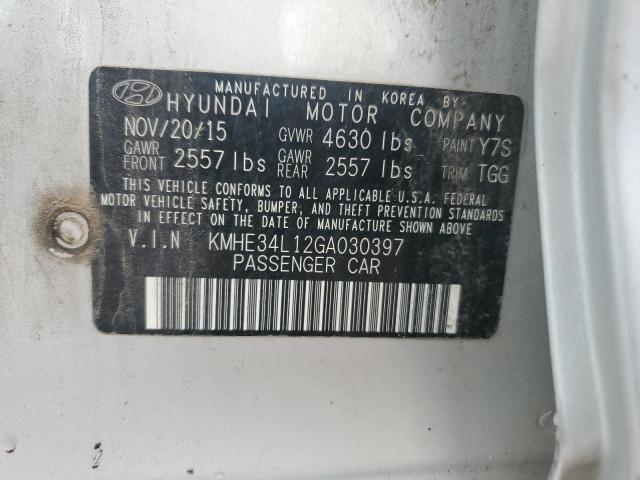 MANUFACTURED IN KOREA BY
HYUNDAI MOTOR COMPANY
NOV/20/15 GVWR 4630 lbs PAINT Y7S
GAWR FRONT 2557 lbs GAWR REAR 2557 lbs TRIM TGG
THIS VEHICLE CONFORMS TO ALL APPLICABLE U.S.A. FEDERAL
MOTOR VEHICLE SAFETY, BUMPER, AND THEFT PREVENTION STANDARDS
IN EFFECT ON THE DATE OF MANUFACTURE SHOWN ABOVE
V.I.N KMHE34L12GA030397
PASSENGER CAR